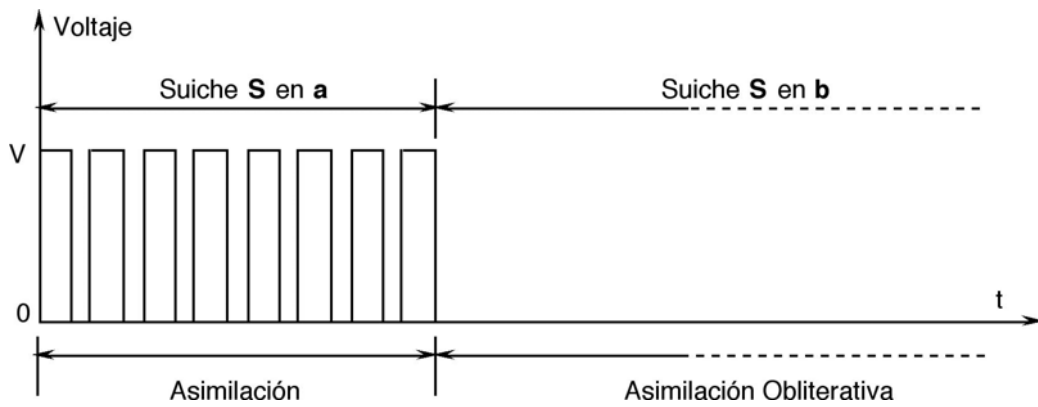 Voltaje
Suiche S en a
Suiche S en b
V
0
t
Asimilación
Asimilación Obliterativa